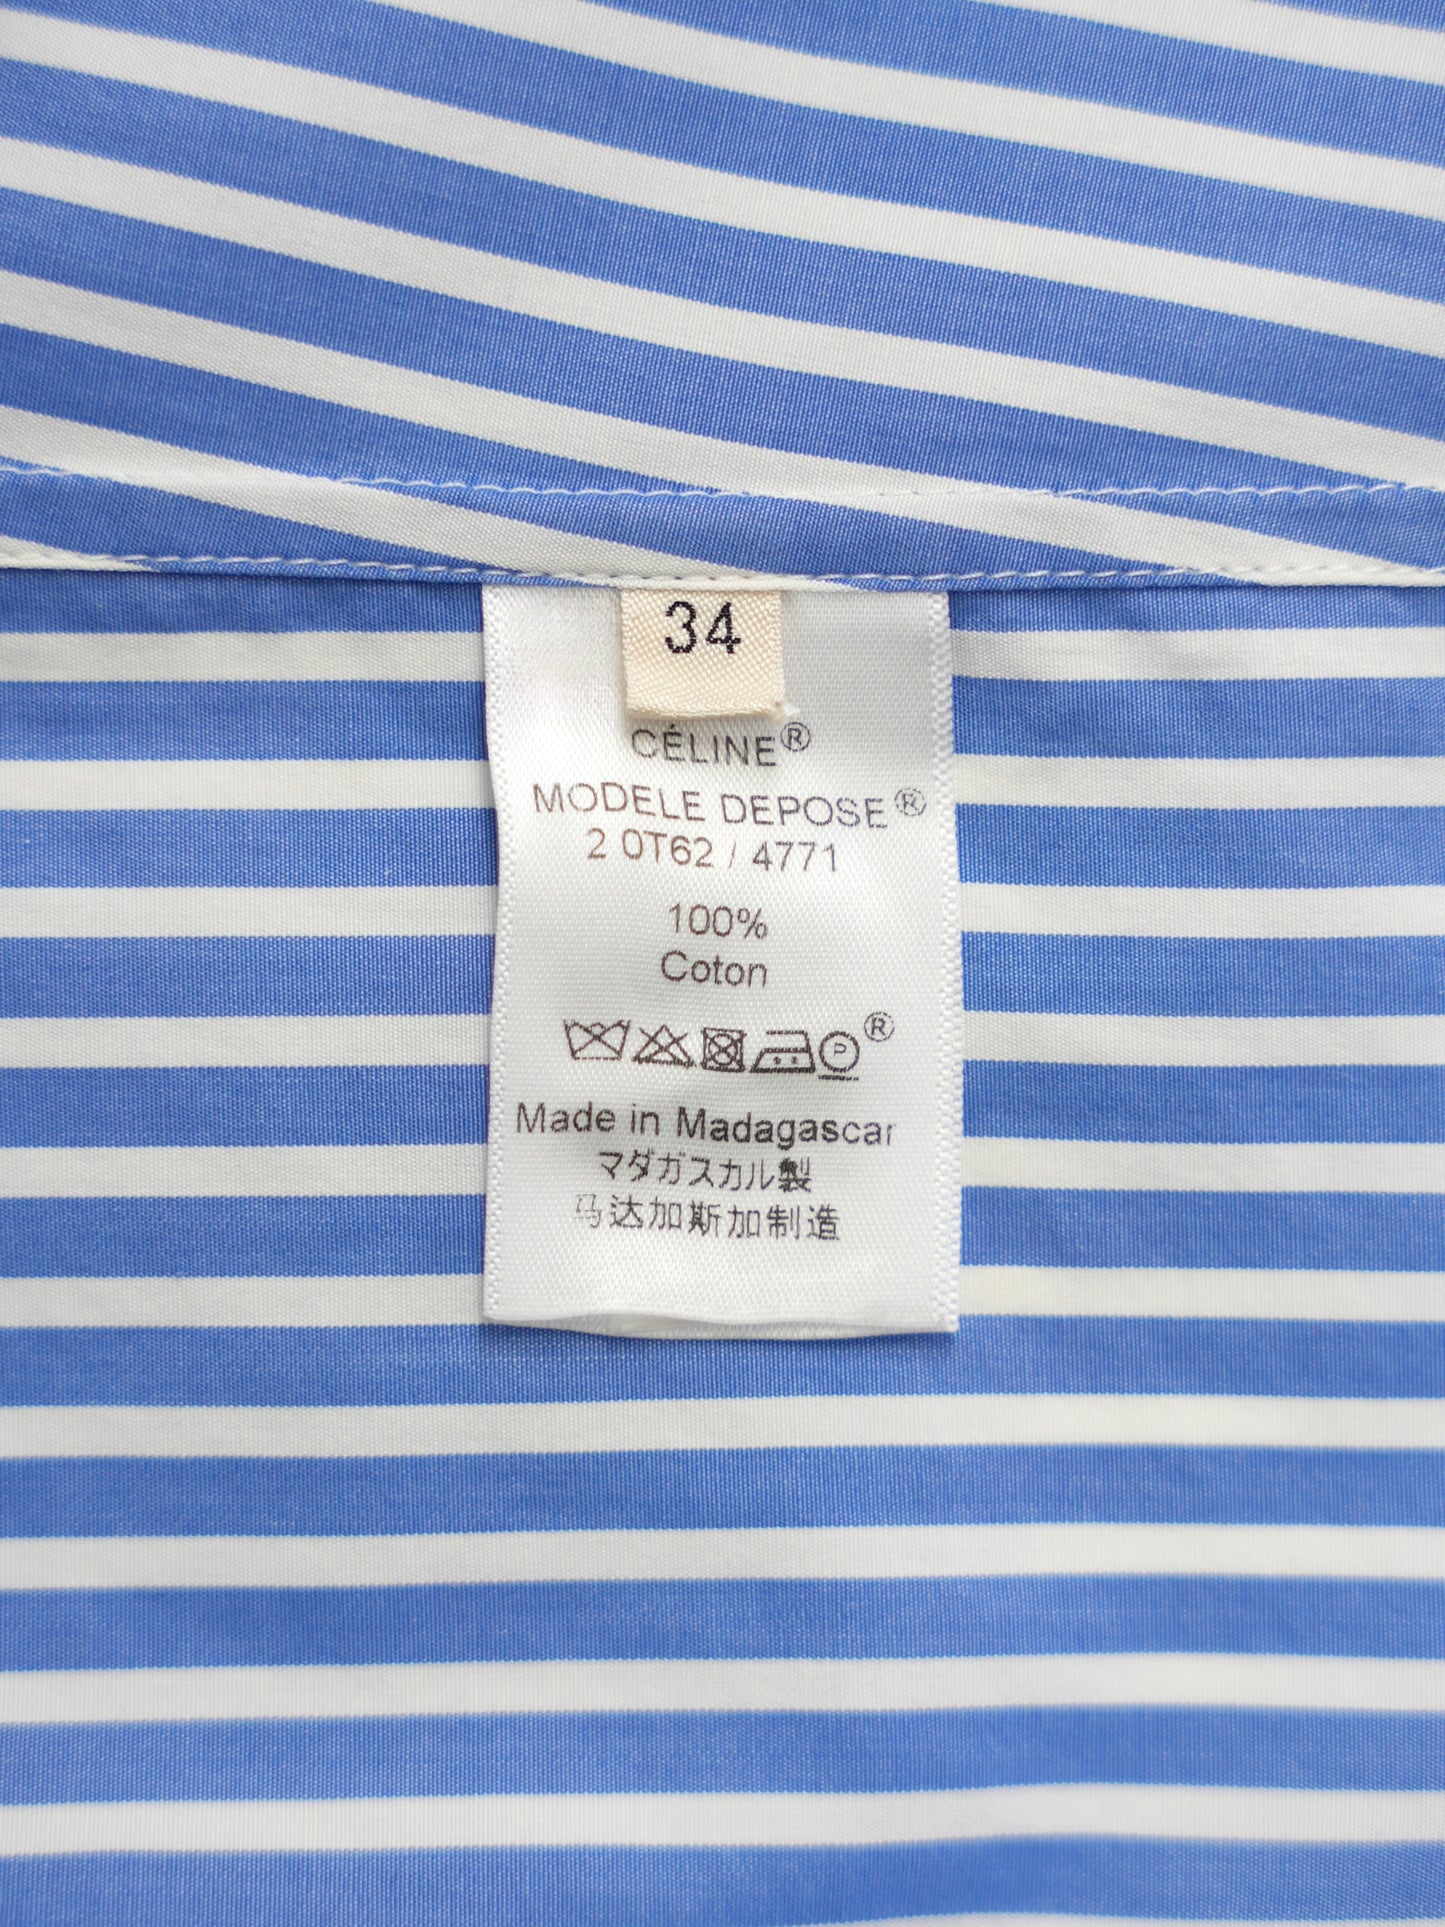 34
CÉLINE®
MODELE DEPOSE®
2 0T62 / 4771
100%
Coton
P ®
Made in Madagascar
マダガスカル製
马达加斯加制造